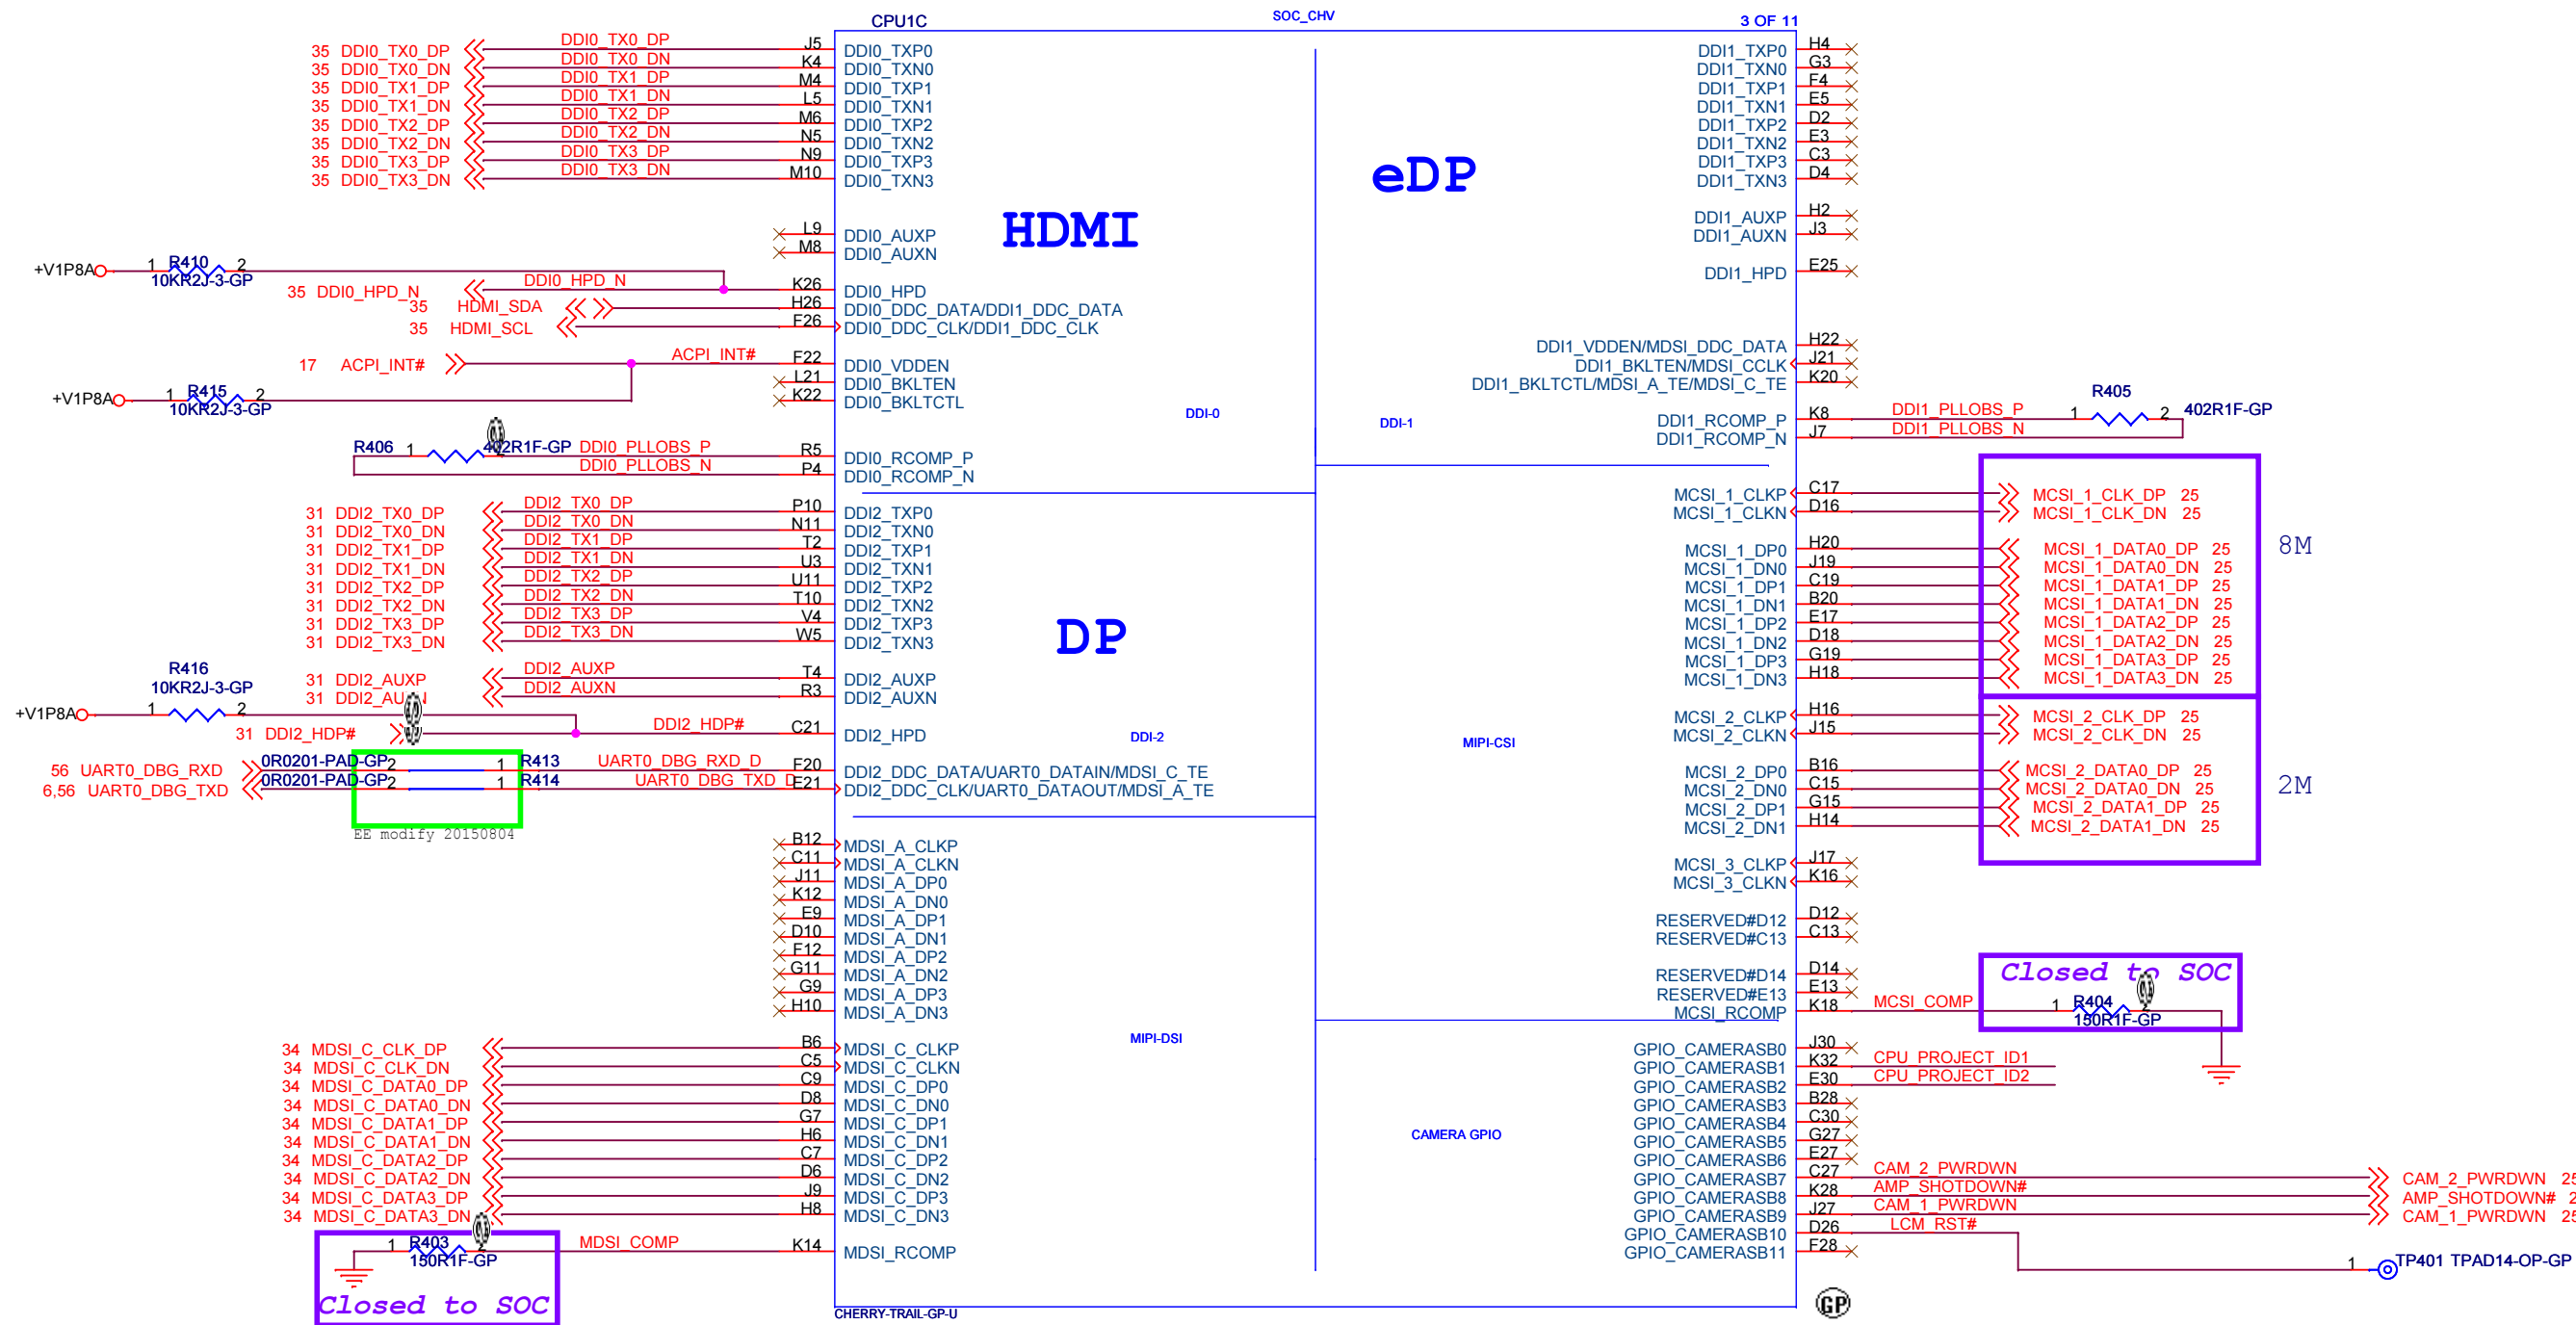 CPU1C SOC_CHV 3 OF 11
35 DDI0_TX0_DP DDI0_TX0_DP J5 DDI0_TXP0
35 DDI0_TX0_DN DDI0_TX0_DN K4 DDI0_TXN0
35 DDI0_TX1_DP DDI0_TX1_DP M4 DDI0_TXP1
35 DDI0_TX1_DN DDI0_TX1_DN L5 DDI0_TXN1
35 DDI0_TX2_DP DDI0_TX2_DP M6 DDI0_TXP2
35 DDI0_TX2_DN DDI0_TX2_DN N5 DDI0_TXN2
35 DDI0_TX3_DP DDI0_TX3_DP N9 DDI0_TXP3
35 DDI0_TX3_DN DDI0_TX3_DN M10 DDI0_TXN3
HDMI
L9 DDI0_AUXP
M8 DDI0_AUXN
+V1P8A 1 R410 2
10KR2J-3-GP
35 DDI0_HPD_N DDI0_HPD_N K26 DDI0_HPD
35 HDMI_SDA H26 DDI0_DDC_DATA/DDI1_DDC_DATA
35 HDMI_SCL F26 DDI0_DDC_CLK/DDI1_DDC_CLK
17 ACPI_INT# ACPI_INT# F22 DDI0_VDDEN
L21 DDI0_BKLTEN
+V1P8A 1 R415 2 K22 DDI0_BKLTCTL
10KR2J-3-GP
DDI-0
R406 1 2 402R1F-GP DDI0_PLLOBS_P R5 DDI0_RCOMP_P
DDI0_PLLOBS_N P4 DDI0_RCOMP_N
31 DDI2_TX0_DP DDI2_TX0_DP P10 DDI2_TXP0
31 DDI2_TX0_DN DDI2_TX0_DN N11 DDI2_TXN0
31 DDI2_TX1_DP DDI2_TX1_DP T2 DDI2_TXP1
31 DDI2_TX1_DN DDI2_TX1_DN U3 DDI2_TXN1
31 DDI2_TX2_DP DDI2_TX2_DP U11 DDI2_TXP2
31 DDI2_TX2_DN DDI2_TX2_DN T10 DDI2_TXN2
31 DDI2_TX3_DP DDI2_TX3_DP V4 DDI2_TXP3
31 DDI2_TX3_DN DDI2_TX3_DN W5 DDI2_TXN3
DP
31 DDI2_AUXP DDI2_AUXP T4 DDI2_AUXP
31 DDI2_AUXN DDI2_AUXN R3 DDI2_AUXN
R416
10KR2J-3-GP
+V1P8A 1 2
31 DDI2_HDP# DDI2_HDP# C21 DDI2_HPD
DDI-2
56 UART0_DBG_RXD 0R0201-PAD-GP 2 1 R413 UART0_DBG_RXD_D F20 DDI2_DDC_DATA/UART0_DATAIN/MDSI_C_TE
6,56 UART0_DBG_TXD 0R0201-PAD-GP 2 1 R414 UART0_DBG_TXD_D E21 DDI2_DDC_CLK/UART0_DATAOUT/MDSI_A_TE
EE modify 20150804
B12 MDSI_A_CLKP
C11 MDSI_A_CLKN
J11 MDSI_A_DP0
K12 MDSI_A_DN0
E9 MDSI_A_DP1
D10 MDSI_A_DN1
F12 MDSI_A_DP2
G11 MDSI_A_DN2
G9 MDSI_A_DP3
H10 MDSI_A_DN3
MIPI-DSI
34 MDSI_C_CLK_DP B6 MDSI_C_CLKP
34 MDSI_C_CLK_DN C5 MDSI_C_CLKN
34 MDSI_C_DATA0_DP C9 MDSI_C_DP0
34 MDSI_C_DATA0_DN D8 MDSI_C_DN0
34 MDSI_C_DATA1_DP G7 MDSI_C_DP1
34 MDSI_C_DATA1_DN H6 MDSI_C_DN1
34 MDSI_C_DATA2_DP C7 MDSI_C_DP2
34 MDSI_C_DATA2_DN D6 MDSI_C_DN2
34 MDSI_C_DATA3_DP J9 MDSI_C_DP3
34 MDSI_C_DATA3_DN H8 MDSI_C_DN3
1 R403 2 MDSI_COMP K14 MDSI_RCOMP
150R1F-GP
Closed to SOC
CHERRY-TRAIL-GP-U
eDP
DDI1_TXP0 H4
DDI1_TXN0 G3
DDI1_TXP1 F4
DDI1_TXN1 E5
DDI1_TXP2 D2
DDI1_TXN2 E3
DDI1_TXP3 C3
DDI1_TXN3 D4
DDI1_AUXP H2
DDI1_AUXN J3
DDI1_HPD E25
DDI1_VDDEN/MDSI_DDC_DATA H22
DDI1_BKLTEN/MDSI_CCLK J21
DDI1_BKLTCTL/MDSI_A_TE/MDSI_C_TE K20
DDI-1
DDI1_RCOMP_P K8 DDI1_PLLOBS_P 1 R405 2 402R1F-GP
DDI1_RCOMP_N J7 DDI1_PLLOBS_N
MCSI_1_CLKP C17 MCSI_1_CLK_DP 25
MCSI_1_CLKN D16 MCSI_1_CLK_DN 25
8M
MCSI_1_DP0 H20 MCSI_1_DATA0_DP 25
MCSI_1_DN0 J19 MCSI_1_DATA0_DN 25
MCSI_1_DP1 C19 MCSI_1_DATA1_DP 25
MCSI_1_DN1 B20 MCSI_1_DATA1_DN 25
MCSI_1_DP2 E17 MCSI_1_DATA2_DP 25
MCSI_1_DN2 D18 MCSI_1_DATA2_DN 25
MCSI_1_DP3 G19 MCSI_1_DATA3_DP 25
MCSI_1_DN3 H18 MCSI_1_DATA3_DN 25
MCSI_2_CLKP H16 MCSI_2_CLK_DP 25
MCSI_2_CLKN J15 MCSI_2_CLK_DN 25
MIPI-CSI
MCSI_2_DP0 B16 MCSI_2_DATA0_DP 25
MCSI_2_DN0 C15 MCSI_2_DATA0_DN 25
2M
MCSI_2_DP1 G15 MCSI_2_DATA1_DP 25
MCSI_2_DN1 H14 MCSI_2_DATA1_DN 25
MCSI_3_CLKP J17
MCSI_3_CLKN K16
RESERVED#D12 D12
RESERVED#C13 C13
RESERVED#D14 D14
RESERVED#E13 E13
Closed to SOC
MCSI_RCOMP K18 MCSI_COMP 1 R404 2
150R1F-GP
GPIO_CAMERASB0 J30
GPIO_CAMERASB1 K32 CPU_PROJECT_ID1
GPIO_CAMERASB2 E30 CPU_PROJECT_ID2
GPIO_CAMERASB3 B28
GPIO_CAMERASB4 C30
CAMERA GPIO
GPIO_CAMERASB5 G27
GPIO_CAMERASB6 E27
GPIO_CAMERASB7 C27 CAM_2_PWRDWN CAM_2_PWRDWN 25
GPIO_CAMERASB8 K28 AMP_SHOTDOWN# AMP_SHOTDOWN# 2
GPIO_CAMERASB9 J27 CAM_1_PWRDWN CAM_1_PWRDWN 25
GPIO_CAMERASB10 D26 LCM_RST#
GPIO_CAMERASB11 F28
1 TP401 TPAD14-OP-GP
GP